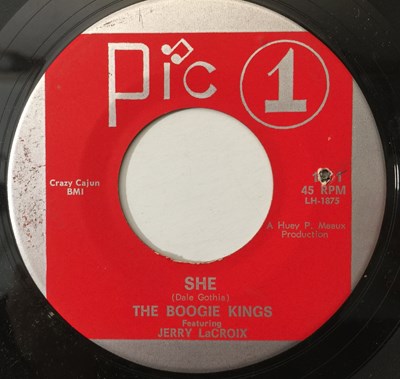 Pic 1
Crazy Cajun
BMI
45 RPM
LH-1875
A Huey P. Meaux
Production
SHE
(Dale Gothia)
THE BOOGIE KINGS
Featuring
JERRY LaCROIX